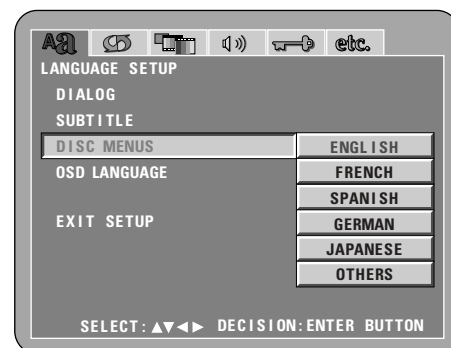 Aa etc.
LANGUAGE SETUP
DIALOG
SUBTITLE
DISC MENUS
ENGLISH
OSD LANGUAGE
FRENCH
SPANISH
EXIT SETUP
GERMAN
JAPANESE
OTHERS
SELECT:▲▼◀▶ DECISION:ENTER BUTTON